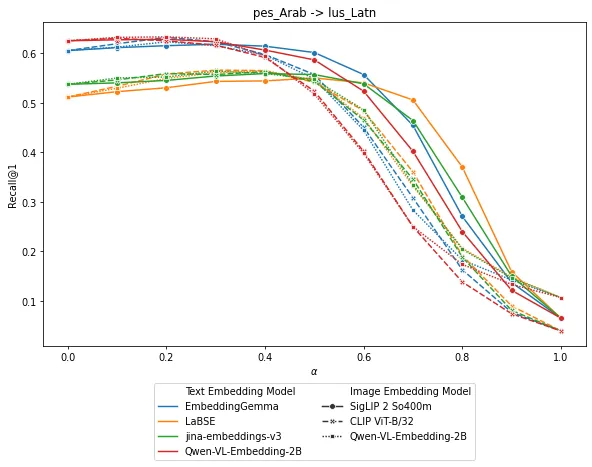 pes_Arab -> lus_Latn
Recall@1
0.6
0.5
0.4
0.3
0.2
0.1
0.0 0.2 0.4 0.6 0.8 1.0
α
Text Embedding Model Image Embedding Model
EmbeddingGemma SigLIP 2 So400m
LaBSE CLIP ViT-B/32
jina-embeddings-v3 Qwen-VL-Embedding-2B
Qwen-VL-Embedding-2B